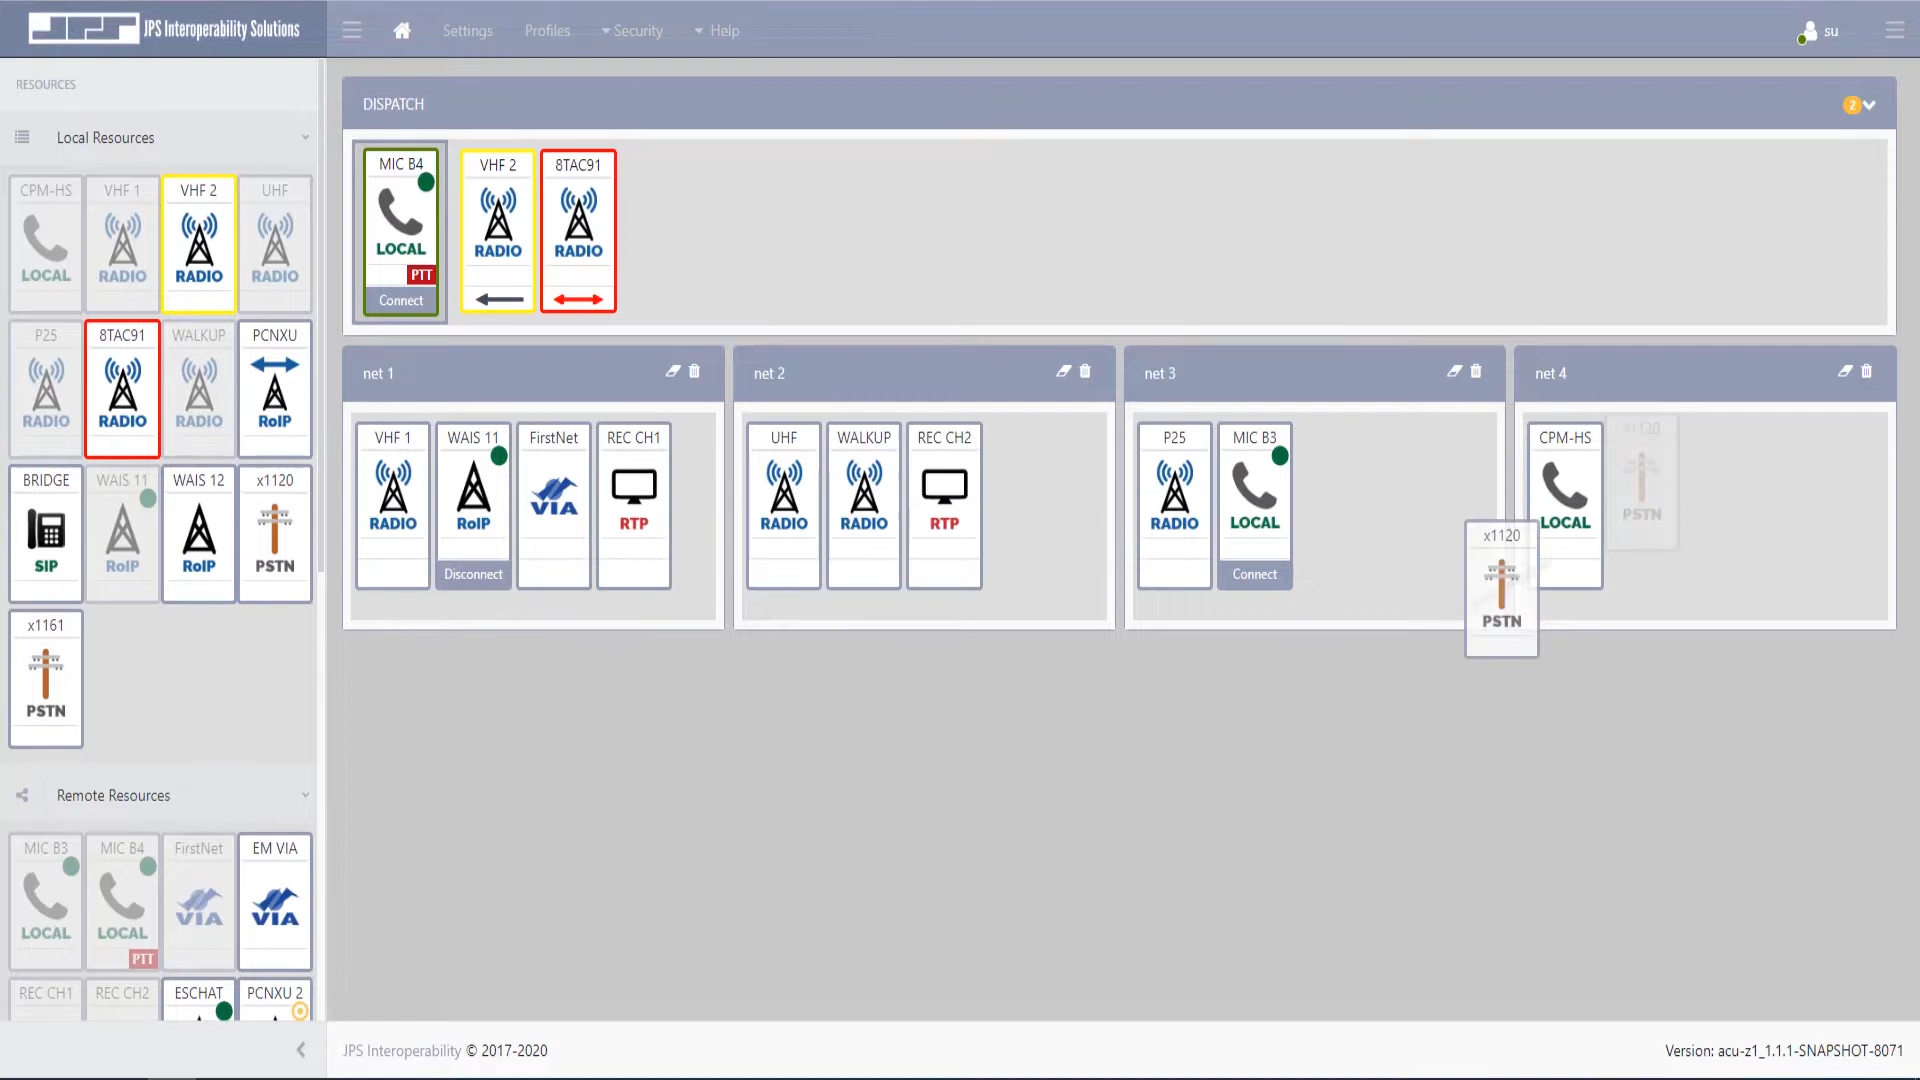 JPS JPS Interoperability Solutions
Settings Profiles Security Help
su
RESOURCES
Local Resources
CPM-HS VHF 1 VHF 2 UHF
LOCAL RADIO RADIO RADIO
P25 8TAC91 WALKUP PCNXU
RADIO RADIO RADIO RoIP
BRIDGE WAIS 11 WAIS 12 x1120
SIP RoIP RoIP PSTN
x1161
PSTN
Remote Resources
MIC B3 MIC B4 FirstNet EM VIA
VIA VIA
LOCAL LOCAL
PTT
REC CH1 REC CH2 ESCHAT PCNXU 2
DISPATCH
2
MIC B4 VHF 2 8TAC91
LOCAL RADIO RADIO
PTT
Connect
net 1
VHF 1 WAIS 11 FirstNet REC CH1
VIA
RADIO RoIP RTP
Disconnect
net 2
UHF WALKUP REC CH2
RADIO RADIO RTP
net 3
P25 MIC B3
RADIO LOCAL
Connect
net 4
CPM-HS x1120
LOCAL PSTN
x1120
PSTN
JPS Interoperability © 2017-2020
Version: acu-z1_1.1.1-SNAPSHOT-8071